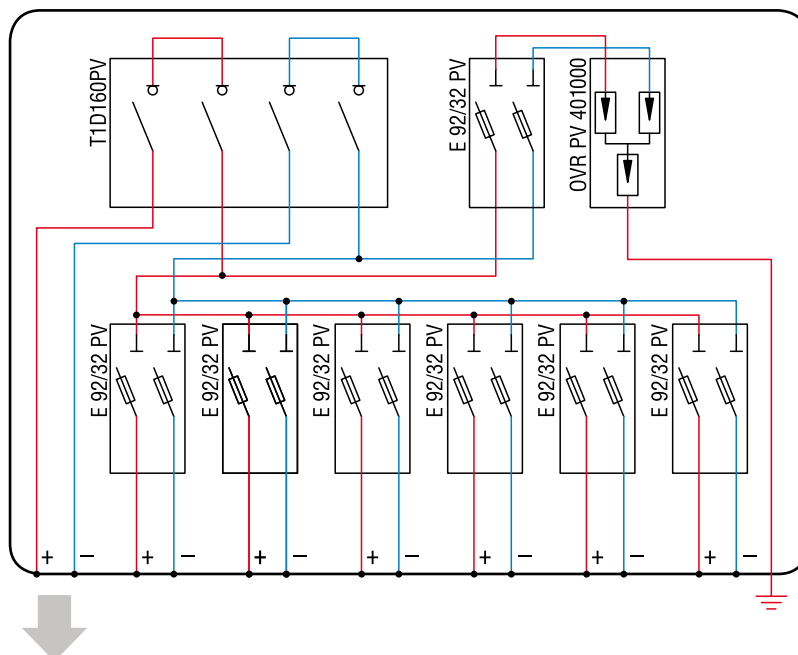 T1D160PV
E 92/32 PV
OVR PV 401000
E 92/32 PV
E 92/32 PV
E 92/32 PV
E 92/32 PV
E 92/32 PV
E 92/32 PV
+ − + − + − + − + − + − + −